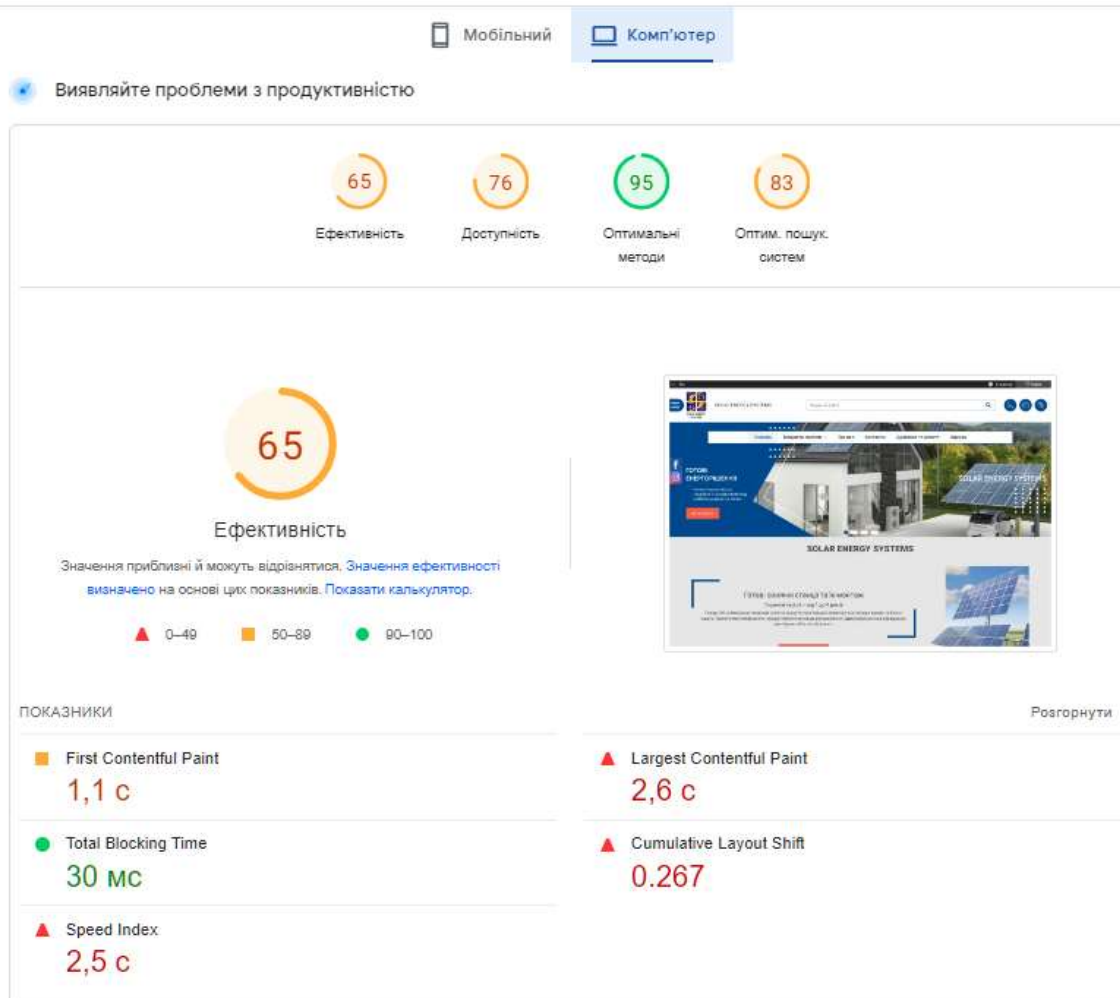 Мобільний
Комп'ютер
Виявляйте проблеми з продуктивністю
65
76
95
83
Ефективність
Доступність
Оптимальні
методи
Оптим. пошук.
систем
65
Ефективність
Значення приблизні й можуть відрізнятися. Значення ефективності
визначено на основі цих показників. Показати калькулятор.
0–49
50–89
90–100
SOLAR ENERGY SYSTEMS
SOLAR ENERGY SYSTEMS
ПОКАЗНИКИ
Розгорнути
First Contentful Paint
1,1 с
Largest Contentful Paint
2,6 с
Total Blocking Time
30 мс
Cumulative Layout Shift
0.267
Speed Index
2,5 с